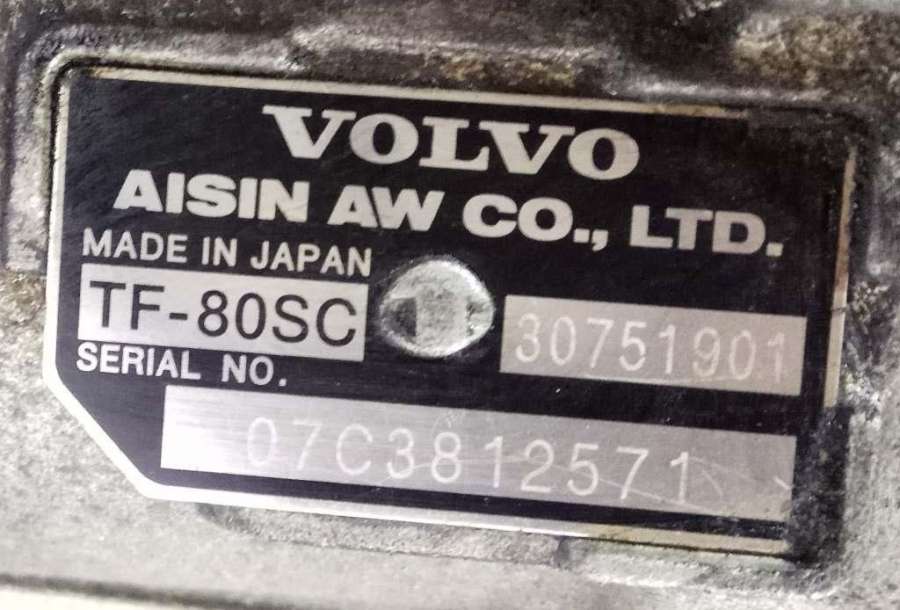 VOLVO
AISIN AW CO., LTD.
MADE IN JAPAN
TF-80SC 30751901
SERIAL NO.
07C3812571